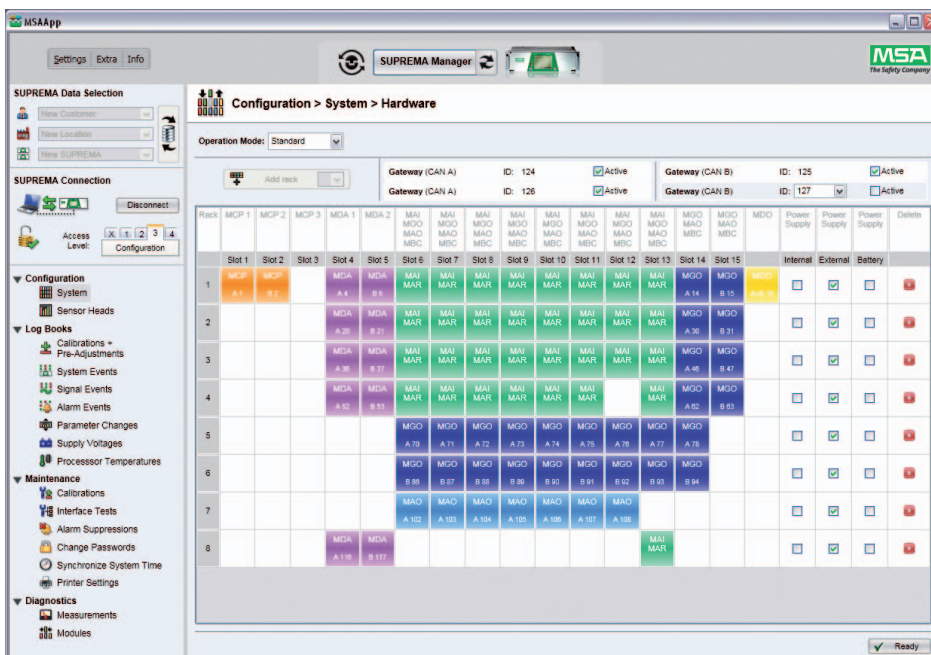 MSAApp
Settings Extra Info
SUPREMA Manager
MSA
The Safety Company
SUPREMA Data Selection
New Customer
New Location
New SUPREMA
SUPREMA Connection
Disconnect
Access Level:
X 1 2 3 4
Configuration
Configuration
System
Sensor Heads
Log Books
Calibrations +
Pre-Adjustments
System Events
Signal Events
Alarm Events
Parameter Changes
Supply Voltages
Processsor Temperatures
Maintenance
Calibrations
Interface Tests
Alarm Suppressions
Change Passwords
Synchronize System Time
Printer Settings
Diagnostics
Measurements
Modules
Configuration > System > Hardware
Operation Mode: Standard
Add rack
Gateway (CAN A) ID: 124 Active Gateway (CAN B) ID: 125 Active
Gateway (CAN A) ID: 126 Active Gateway (CAN B) ID: 127 Active
Rack MCP 1 MCP 2 MCP 3 MDA 1 MDA 2 MAI MAI MAI MAI MAI MAI MAI MAI MGO MGO MDO Power Power Power Delete
MGO MGO MGO MGO MGO MGO MGO MGO MAO MAO Supply Supply Supply
MAO MAO MAO MAO MAO MAO MAO MAO MBC MBC
MBC MBC MBC MBC MBC MBC MBC MBC
Slot 1 Slot 2 Slot 3 Slot 4 Slot 5 Slot 6 Slot 7 Slot 8 Slot 9 Slot 10 Slot 11 Slot 12 Slot 13 Slot 14 Slot 15 Internal External Battery
1 MCP MCP MDA MDA MAI MAI MAI MAI MAI MAI MAI MAI MGO MGO MDO
MAR MAR MAR MAR MAR MAR MAR MAR
A 1 B 2 A 4 B 5 A 14 B 15
2 MDA MDA MAI MAI MAI MAI MAI MAI MAI MAI MGO MGO
MAR MAR MAR MAR MAR MAR MAR MAR
A 20 B 21 A 30 B 31
3 MDA MDA MAI MAI MAI MAI MAI MAI MAI MAI MGO MGO
MAR MAR MAR MAR MAR MAR MAR MAR
A 36 B 37 A 46 B 47
4 MDA MDA MAI MAI MAI MAI MAI MAI MAI MGO MGO
MAR MAR MAR MAR MAR MAR MAR
A 52 B 53 A 62 B 63
5 MGO MGO MGO MGO MGO MGO MGO MGO MGO
A 70 A 71 A 72 A 73 A 74 A 75 A 76 A 77 A 78
6 MGO MGO MGO MGO MGO MGO MGO MGO MGO
B 86 B 87 B 88 B 89 B 90 B 91 B 92 B 93 B 94
7 MAO MAO MAO MAO MAO MAO MAO
A 102 A 103 A 104 A 105 A 106 A 107 A 108
8 MDA MDA MAI
MAR
A 116 B 117
Ready